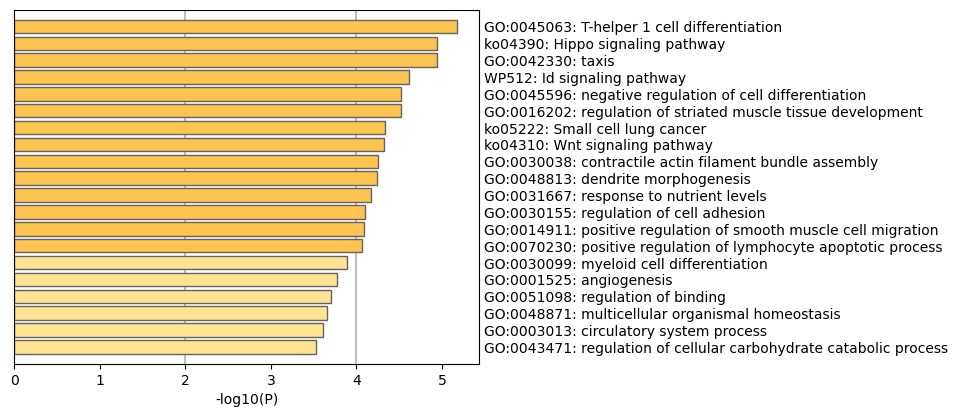 GO:0045063: T-helper 1 cell differentiation
ko04390: Hippo signaling pathway
GO:0042330: taxis
WP512: Id signaling pathway
GO:0045596: negative regulation of cell differentiation
GO:0016202: regulation of striated muscle tissue development
ko05222: Small cell lung cancer
ko04310: Wnt signaling pathway
GO:0030038: contractile actin filament bundle assembly
GO:0048813: dendrite morphogenesis
GO:0031667: response to nutrient levels
GO:0030155: regulation of cell adhesion
GO:0014911: positive regulation of smooth muscle cell migration
GO:0070230: positive regulation of lymphocyte apoptotic process
GO:0030099: myeloid cell differentiation
GO:0001525: angiogenesis
GO:0051098: regulation of binding
GO:0048871: multicellular organismal homeostasis
GO:0003013: circulatory system process
GO:0043471: regulation of cellular carbohydrate catabolic process
0 1 2 3 4 5
-log10(P)